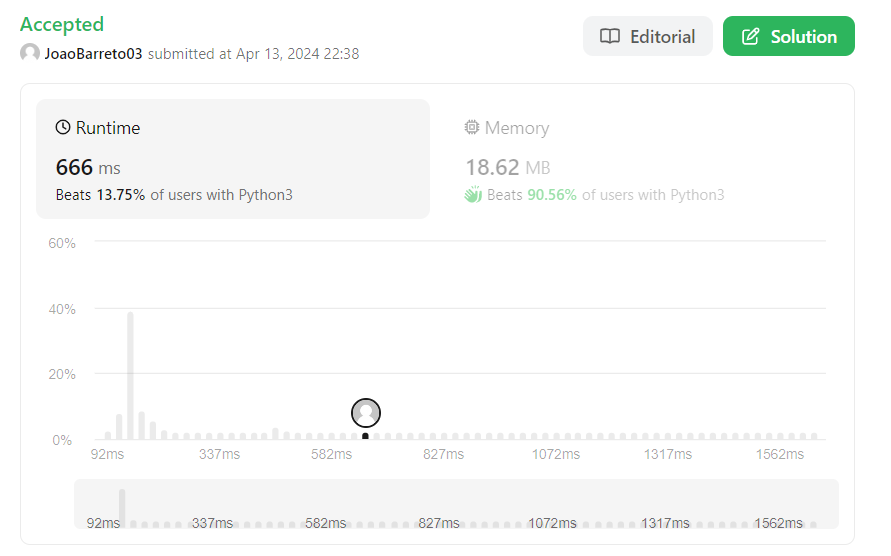 Accepted
JoaoBarreto03 submitted at Apr 13, 2024 22:38
Editorial
Solution
Runtime
666 ms
Beats 13.75% of users with Python3
Memory
18.62 MB
Beats 90.56% of users with Python3
60%
40%
20%
0%
92ms 337ms 582ms 827ms 1072ms 1317ms 1562ms
92ms 337ms 582ms 827ms 1072ms 1317ms 1562ms